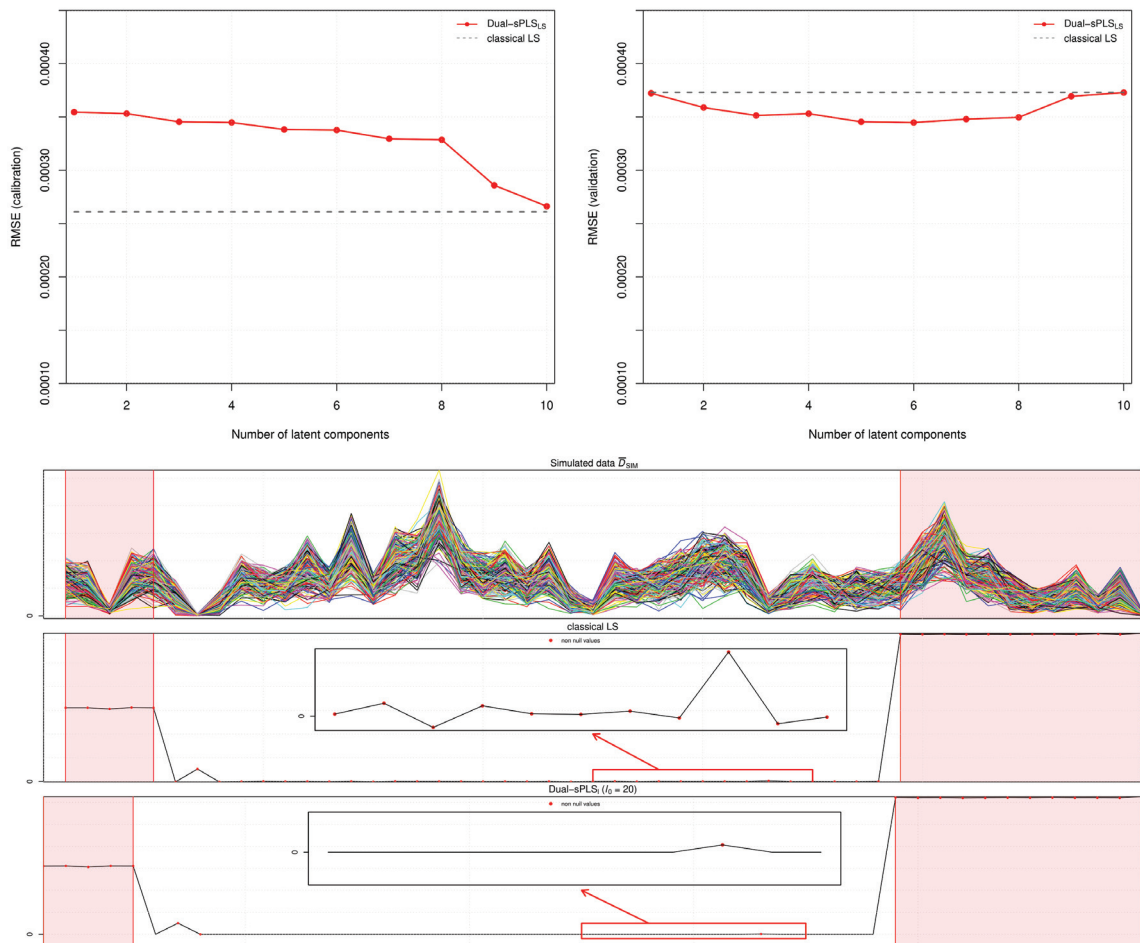 Dual−sPLS_LS
classical LS
0.00040
0.00030
0.00020
0.00010
RMSE (calibration)
2
4
6
8
10
Number of latent components
Dual−sPLS_LS
classical LS
0.00040
0.00030
0.00020
0.00010
RMSE (validation)
2
4
6
8
10
Number of latent components
Simulated data D̅_SIM
0
classical LS
non null values
0
0
Dual−sPLS_l (l_0 = 20)
non null values
0
0